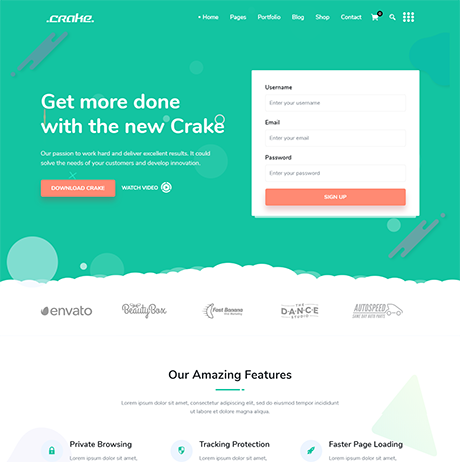 .CRAKE.
• Home Pages Portfolio Blog Shop Contact 0
Get more done
with the new Crake
Our passion to work hard and deliver excellent results. It could
solve the needs of your customers and develop innovation.
DOWNLOAD CRAKE WATCH VIDEO
Username
Enter your username
Email
Enter your email
Password
Enter your password
SIGN UP
envato
BeautyBox
Fast Banana
THE DANCE STUDIO
AUTOSPEED
Our Amazing Features
Lorem ipsum dolor sit amet, consectetur adipiscing elit, sed do eiusmod tempor incididunt
ut labore et dolore magna aliqua.
Private Browsing
Lorem ipsum dolor sit amet,
Tracking Protection
Lorem ipsum dolor sit amet,
Faster Page Loading
Lorem ipsum dolor sit amet,